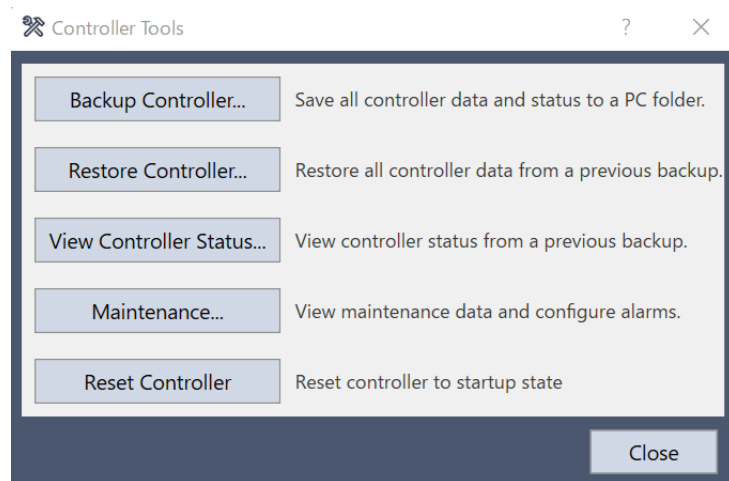 Controller Tools
Backup Controller... Save all controller data and status to a PC folder.
Restore Controller... Restore all controller data from a previous backup.
View Controller Status... View controller status from a previous backup.
Maintenance... View maintenance data and configure alarms.
Reset Controller Reset controller to startup state
Close